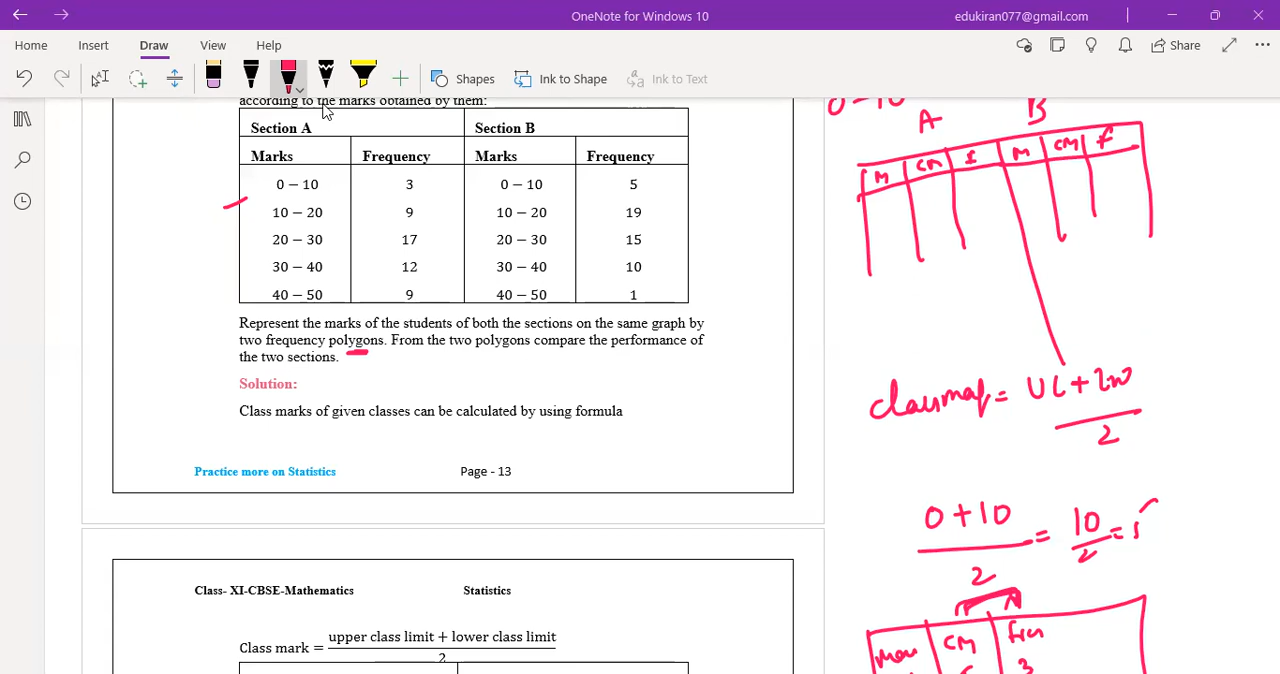 OneNote for Windows 10
edukiran077@gmail.com
Home Insert Draw View Help
Share
Shapes Ink to Shape Ink to Text
according to the marks obtained by them:
Section A Section B
Marks Frequency Marks Frequency
0 – 10 3 0 – 10 5
10 – 20 9 10 – 20 19
20 – 30 17 20 – 30 15
30 – 40 12 30 – 40 10
40 – 50 9 40 – 50 1
Represent the marks of the students of both the sections on the same graph by
two frequency polygons. From the two polygons compare the performance of
the two sections.
Solution:
Class marks of given classes can be calculated by using formula
Practice more on Statistics Page - 13
Class- XI-CBSE-Mathematics Statistics
Class mark = upper class limit + lower class limit
2
0-10
A B
M CM f M CM f
UL +
2
0 + 10 = 10 = 5
2 2
CM
3